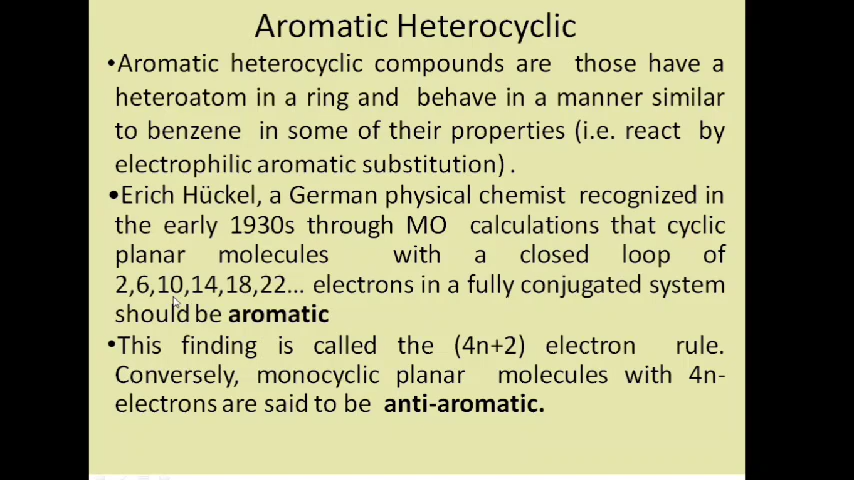 Aromatic Heterocyclic
•Aromatic heterocyclic compounds are those have a
heteroatom in a ring and behave in a manner similar
to benzene in some of their properties (i.e. react by
electrophilic aromatic substitution) .
•Erich Hückel, a German physical chemist recognized in
the early 1930s through MO calculations that cyclic
planar molecules with a closed loop of
2,6,10,14,18,22... electrons in a fully conjugated system
should be aromatic
•This finding is called the (4n+2) electron rule.
Conversely, monocyclic planar molecules with 4n-
electrons are said to be anti-aromatic.